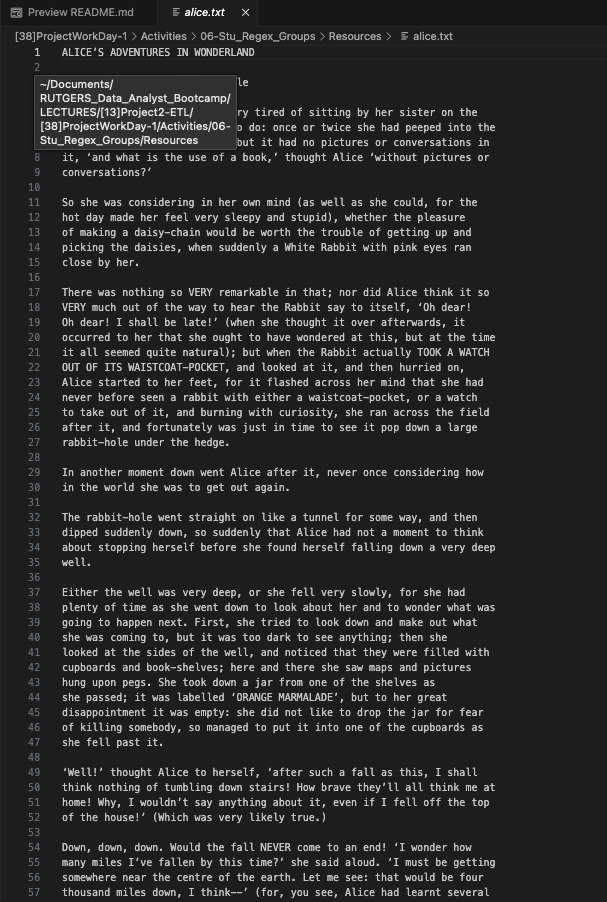 Preview README.md
alice.txt
[38]ProjectWorkDay-1 > Activities > 06-Stu_Regex_Groups > Resources > alice.txt
1 ALICE’S ADVENTURES IN WONDERLAND
2
~/Documents/
RUTGERS_Data_Analyst_Bootcamp/
LECTURES/[13]Project2-ETL/
[38]ProjectWorkDay-1/Activities/06-
Stu_Regex_Groups/Resources
le
ry tired of sitting by her sister on the
o do: once or twice she had peeped into the
but it had no pictures or conversations in
8 it, ‘and what is the use of a book,’ thought Alice ‘without pictures or
9 conversations?‘
10
11 So she was considering in her own mind (as well as she could, for the
12 hot day made her feel very sleepy and stupid), whether the pleasure
13 of making a daisy-chain would be worth the trouble of getting up and
14 picking the daisies, when suddenly a White Rabbit with pink eyes ran
15 close by her.
16
17 There was nothing so VERY remarkable in that; nor did Alice think it so
18 VERY much out of the way to hear the Rabbit say to itself, ‘Oh dear!
19 Oh dear! I shall be late!’ (when she thought it over afterwards, it
20 occurred to her that she ought to have wondered at this, but at the time
21 it all seemed quite natural); but when the Rabbit actually TOOK A WATCH
22 OUT OF ITS WAISTCOAT-POCKET, and looked at it, and then hurried on,
23 Alice started to her feet, for it flashed across her mind that she had
24 never before seen a rabbit with either a waistcoat-pocket, or a watch
25 to take out of it, and burning with curiosity, she ran across the field
26 after it, and fortunately was just in time to see it pop down a large
27 rabbit-hole under the hedge.
28
29 In another moment down went Alice after it, never once considering how
30 in the world she was to get out again.
31
32 The rabbit-hole went straight on like a tunnel for some way, and then
33 dipped suddenly down, so suddenly that Alice had not a moment to think
34 about stopping herself before she found herself falling down a very deep
35 well.
36
37 Either the well was very deep, or she fell very slowly, for she had
38 plenty of time as she went down to look about her and to wonder what was
39 going to happen next. First, she tried to look down and make out what
40 she was coming to, but it was too dark to see anything; then she
41 looked at the sides of the well, and noticed that they were filled with
42 cupboards and book-shelves; here and there she saw maps and pictures
43 hung upon pegs. She took down a jar from one of the shelves as
44 she passed; it was labelled ‘ORANGE MARMALADE’, but to her great
45 disappointment it was empty: she did not like to drop the jar for fear
46 of killing somebody, so managed to put it into one of the cupboards as
47 she fell past it.
48
49 ‘Well!’ thought Alice to herself, ‘after such a fall as this, I shall
50 think nothing of tumbling down stairs! How brave they’ll all think me at
51 home! Why, I wouldn’t say anything about it, even if I fell off the top
52 of the house!’ (Which was very likely true.)
53
54 Down, down, down. Would the fall NEVER come to an end! ‘I wonder how
55 many miles I’ve fallen by this time?’ she said aloud. ‘I must be getting
56 somewhere near the centre of the earth. Let me see: that would be four
57 thousand miles down, I think--’ (for, you see, Alice had learnt several